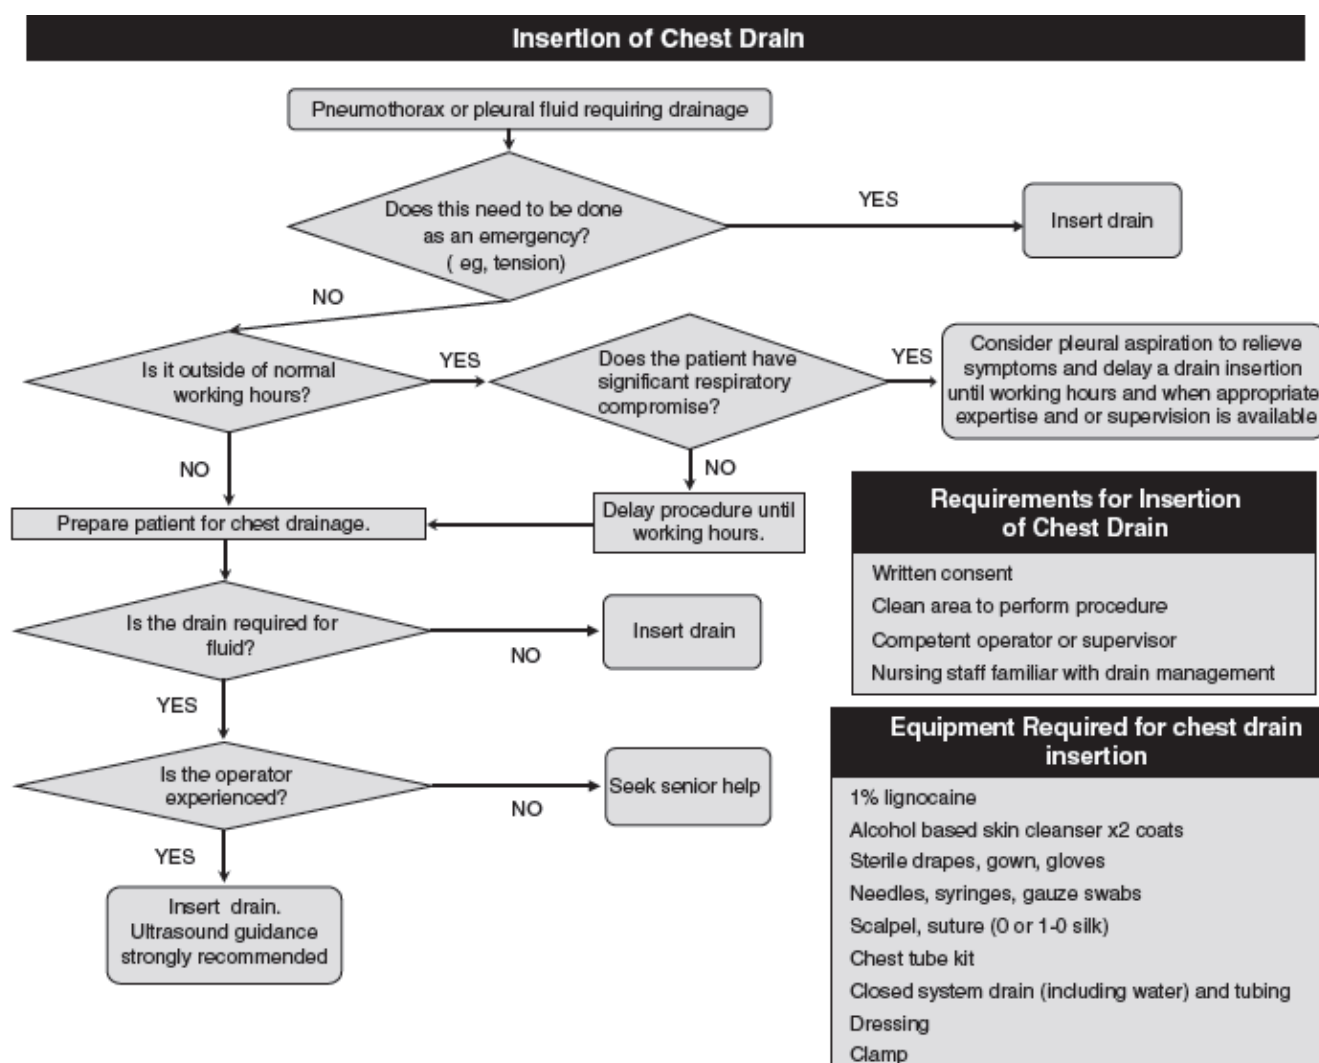 Insertion of Chest Drain
Pneumothorax or pleural fluid requiring drainage
Does this need to be done
as an emergency?
( eg, tension)
YES
Insert drain
NO
Is it outside of normal
working hours?
YES
Does the patient have
significant respiratory
compromise?
YES
Consider pleural aspiration to relieve
symptoms and delay a drain insertion
until working hours and when appropriate
expertise and or supervision is available
NO
NO
Prepare patient for chest drainage.
Delay procedure until
working hours.
Is the drain required for
fluid?
NO
Insert drain
YES
Is the operator
experienced?
NO
Seek senior help
YES
Insert drain.
Ultrasound guidance
strongly recommended
Requirements for Insertion
of Chest Drain
Written consent
Clean area to perform procedure
Competent operator or supervisor
Nursing staff familiar with drain management
Equipment Required for chest drain
insertion
1% lignocaine
Alcohol based skin cleanser x2 coats
Sterile drapes, gown, gloves
Needles, syringes, gauze swabs
Scalpel, suture (0 or 1-0 silk)
Chest tube kit
Closed system drain (including water) and tubing
Dressing
Clamp